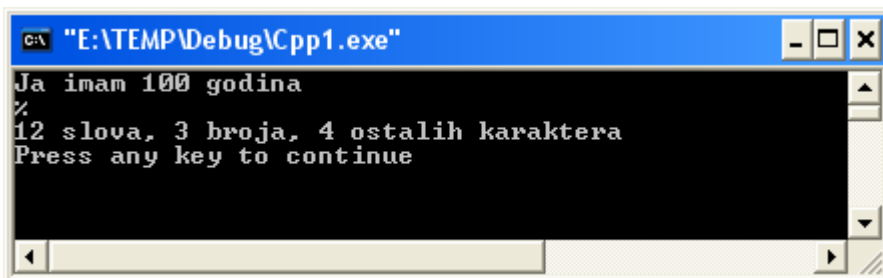 "E:\TEMP\Debug\Cpp1.exe"
Ja imam 100 godina
%
12 slova, 3 broja, 4 ostalih karaktera
Press any key to continue